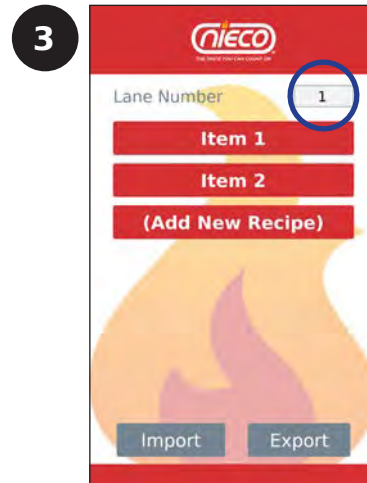 3
NIECO
THE TASTE YOU CAN COUNT ON
Lane Number 1
Item 1
Item 2
(Add New Recipe)
Import Export